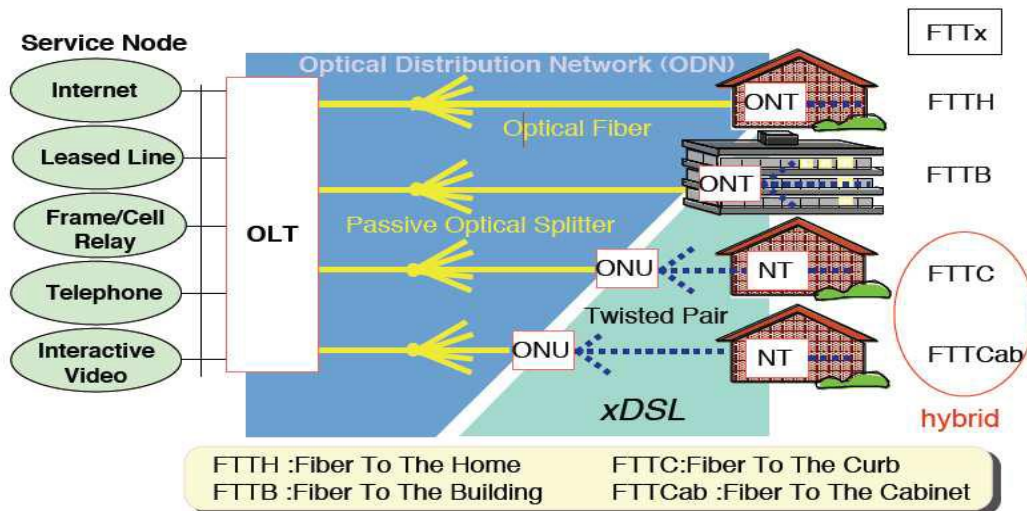 FTTx
Service Node
Optical Distribution Network (ODN)
Internet
ONT
FTTH
Optical Fiber
Leased Line
ONT
FTTB
Frame/Cell
Relay
OLT
Passive Optical Splitter
ONU
NT
FTTC
Telephone
Twisted Pair
Interactive
Video
ONU
NT
FTTCab
xDSL
hybrid
FTTH :Fiber To The Home
FTTC:Fiber To The Curb
FTTB :Fiber To The Building
FTTCab :Fiber To The Cabinet